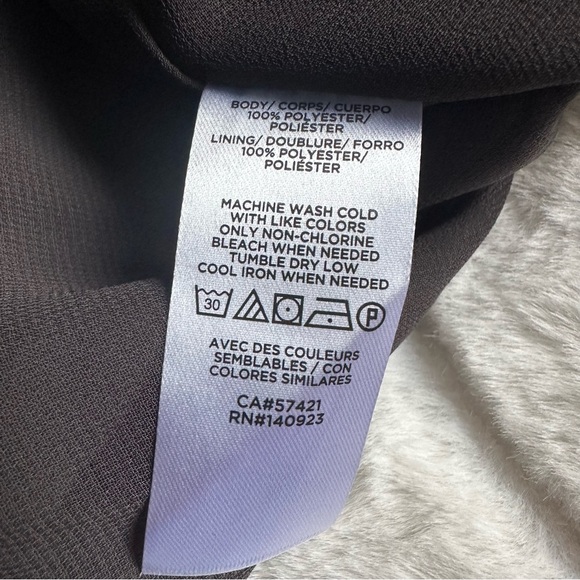 BODY/ CORPS/ CUERPO
100% POLYESTER/
POLIÉSTER
LINING/ DOUBLURE/ FORRO
100% POLYESTER/
POLIÉSTER
MACHINE WASH COLD
WITH LIKE COLORS
ONLY NON-CHLORINE
BLEACH WHEN NEEDED
TUMBLE DRY LOW
COOL IRON WHEN NEEDED
30 P
AVEC DES COULEURS
SEMBLABLES / CON
COLORES SIMILARES
CA#57421
RN#140923